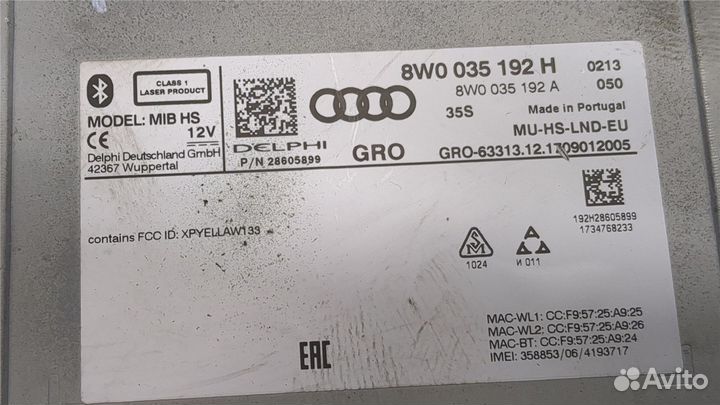 CLASS 1
LASER PRODUCT
MODEL: MIB HS
12V
Delphi Deutschland GmbH
42367 Wuppertal
DELPHI
P/N 28605899
GRO
8W0 035 192 H 0213
8W0 035 192 A 050
35S Made in Portugal
MU-HS-LND-EU
GRO-63313.12.1709012005
contains FCC ID: XPYELLAW133
192H28605899
1734768233
1024
И 011
MAC-WL1: CC:F9:57:25:A9:25
MAC-WL2: CC:F9:57:25:A9:26
MAC-BT: CC:F9:57:25:A9:24
IMEI: 358853/06/4193717
EAC
Avito